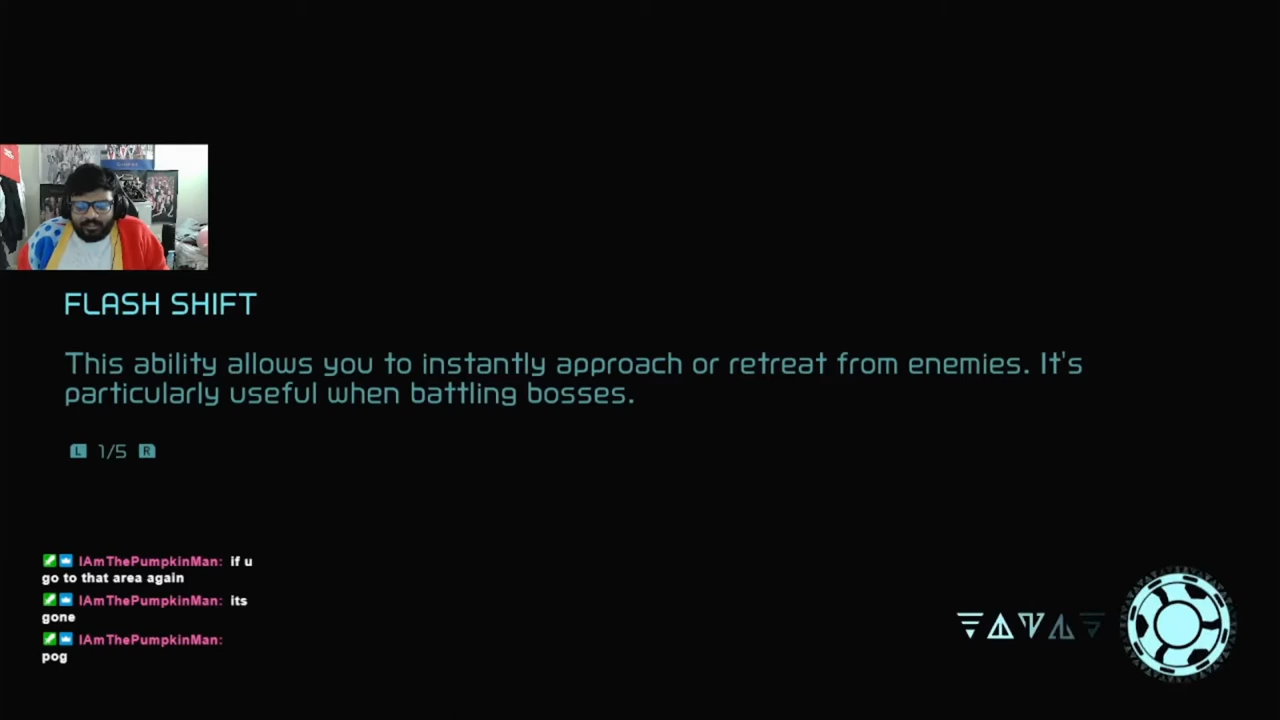 FLASH SHIFT
This ability allows you to instantly approach or retreat from enemies. It's
particularly useful when battling bosses.
L 1/5 R
IAmThePumpkinMan: if u
go to that area again
IAmThePumpkinMan: its
gone
IAmThePumpkinMan:
pog